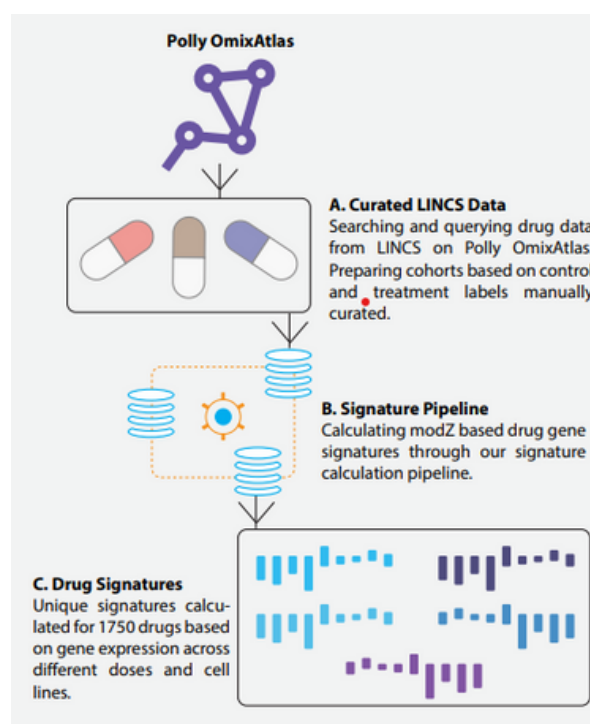 Polly OmixAtlas
A. Curated LINCS Data
Searching and querying drug data
from LINCS on Polly OmixAtlas
Preparing cohorts based on control
and treatment labels manually
curated.
B. Signature Pipeline
Calculating modZ based drug gene
signatures through our signature
calculation pipeline.
C. Drug Signatures
Unique signatures calcu-
lated for 1750 drugs based
on gene expression across
different doses and cell
lines.